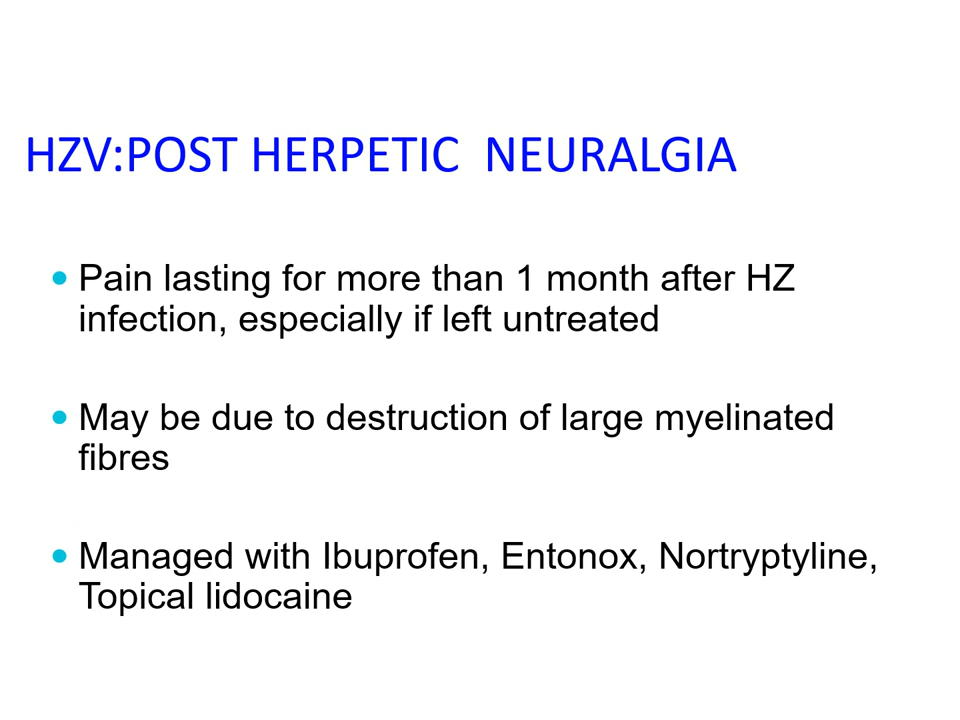 HZV:POST HERPETIC  NEURALGIA
• Pain lasting for more than 1 month after HZ
infection, especially if left untreated
• May be due to destruction of large myelinated
fibres
• Managed with Ibuprofen, Entonox, Nortryptyline,
Topical lidocaine